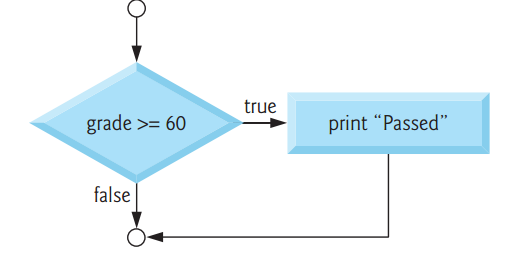 grade >= 60
true
print “Passed”
false